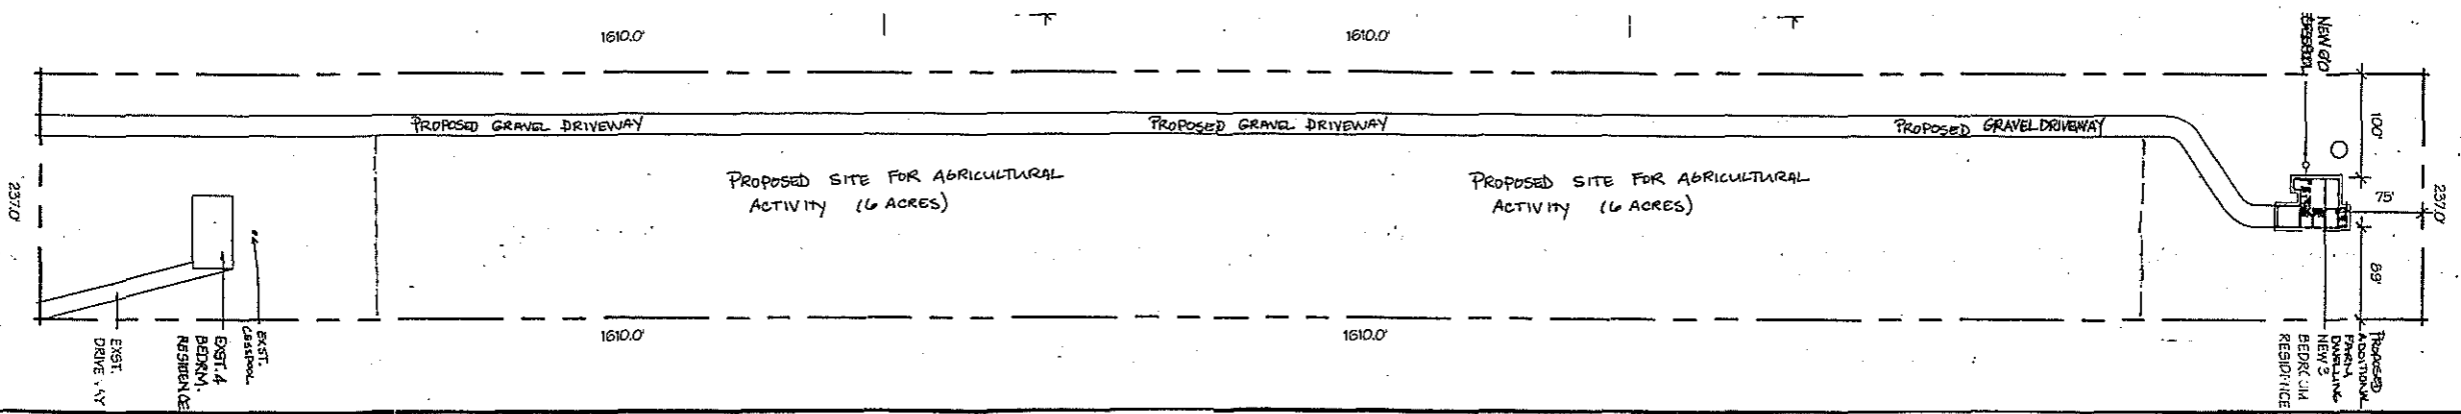 1610.0'
1610.0'
PROPOSED GRAVEL DRIVEWAY
PROPOSED GRAVEL DRIVEWAY
PROPOSED GRAVEL DRIVEWAY
PROPOSED SITE FOR AGRICULTURAL
ACTIVITY (6 ACRES)
PROPOSED SITE FOR AGRICULTURAL
ACTIVITY (6 ACRES)
237.0'
237.0'
100'
75'
89'
1610.0'
1610.0'
EXST.
EXST. 4
BEDRM.
RESIDENCE
EXST.
CESSPOOL
NEW
PROPOSED
ADDITIONAL
FARM
DWELLING
NEW 3
RESIDENCE